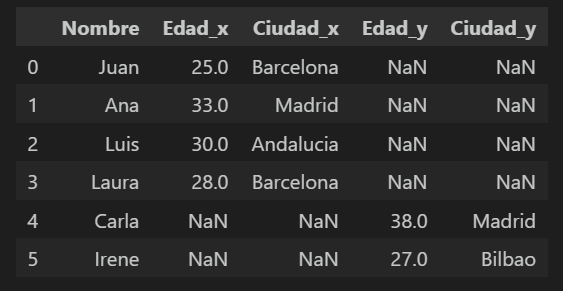 Nombre Edad_x Ciudad_x Edad_y Ciudad_y
0 Juan 25.0 Barcelona NaN NaN
1 Ana 33.0 Madrid NaN NaN
2 Luis 30.0 Andalucia NaN NaN
3 Laura 28.0 Barcelona NaN NaN
4 Carla NaN NaN 38.0 Madrid
5 Irene NaN NaN 27.0 Bilbao